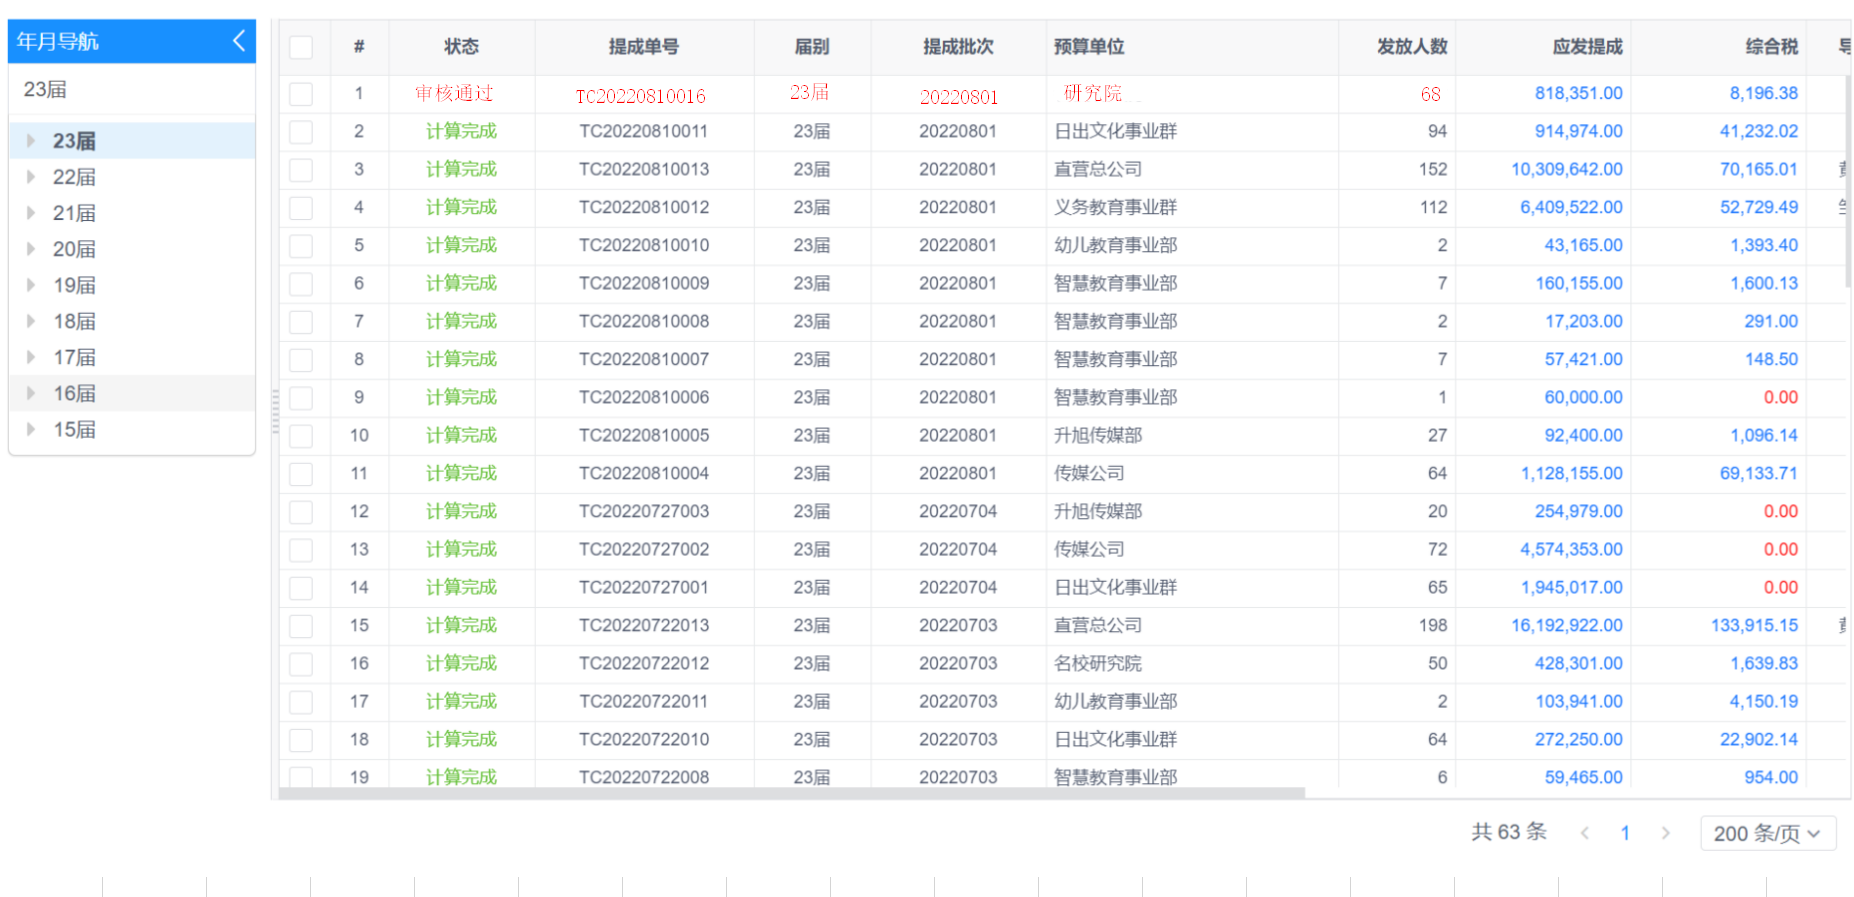 年月导航
23届
23届
22届
21届
20届
19届
18届
17届
16届
15届
# 状态 提成单号 届别 提成批次 预算单位 发放人数 应发提成 综合税
1 审核通过 TC20220810016 23届 20220801 研究院 68 818,351.00 8,196.38
2 计算完成 TC20220810011 23届 20220801 日出文化事业群 94 914,974.00 41,232.02
3 计算完成 TC20220810013 23届 20220801 直营总公司 152 10,309,642.00 70,165.01
4 计算完成 TC20220810012 23届 20220801 义务教育事业群 112 6,409,522.00 52,729.49
5 计算完成 TC20220810010 23届 20220801 幼儿教育事业部 2 43,165.00 1,393.40
6 计算完成 TC20220810009 23届 20220801 智慧教育事业部 7 160,155.00 1,600.13
7 计算完成 TC20220810008 23届 20220801 智慧教育事业部 2 17,203.00 291.00
8 计算完成 TC20220810007 23届 20220801 智慧教育事业部 7 57,421.00 148.50
9 计算完成 TC20220810006 23届 20220801 智慧教育事业部 1 60,000.00 0.00
10 计算完成 TC20220810005 23届 20220801 升旭传媒部 27 92,400.00 1,096.14
11 计算完成 TC20220810004 23届 20220801 传媒公司 64 1,128,155.00 69,133.71
12 计算完成 TC20220727003 23届 20220704 升旭传媒部 20 254,979.00 0.00
13 计算完成 TC20220727002 23届 20220704 传媒公司 72 4,574,353.00 0.00
14 计算完成 TC20220727001 23届 20220704 日出文化事业群 65 1,945,017.00 0.00
15 计算完成 TC20220722013 23届 20220703 直营总公司 198 16,192,922.00 133,915.15
16 计算完成 TC20220722012 23届 20220703 名校研究院 50 428,301.00 1,639.83
17 计算完成 TC20220722011 23届 20220703 幼儿教育事业部 2 103,941.00 4,150.19
18 计算完成 TC20220722010 23届 20220703 日出文化事业群 64 272,250.00 22,902.14
19 计算完成 TC20220722008 23届 20220703 智慧教育事业部 6 59,465.00 954.00
共 63 条 1 200 条/页